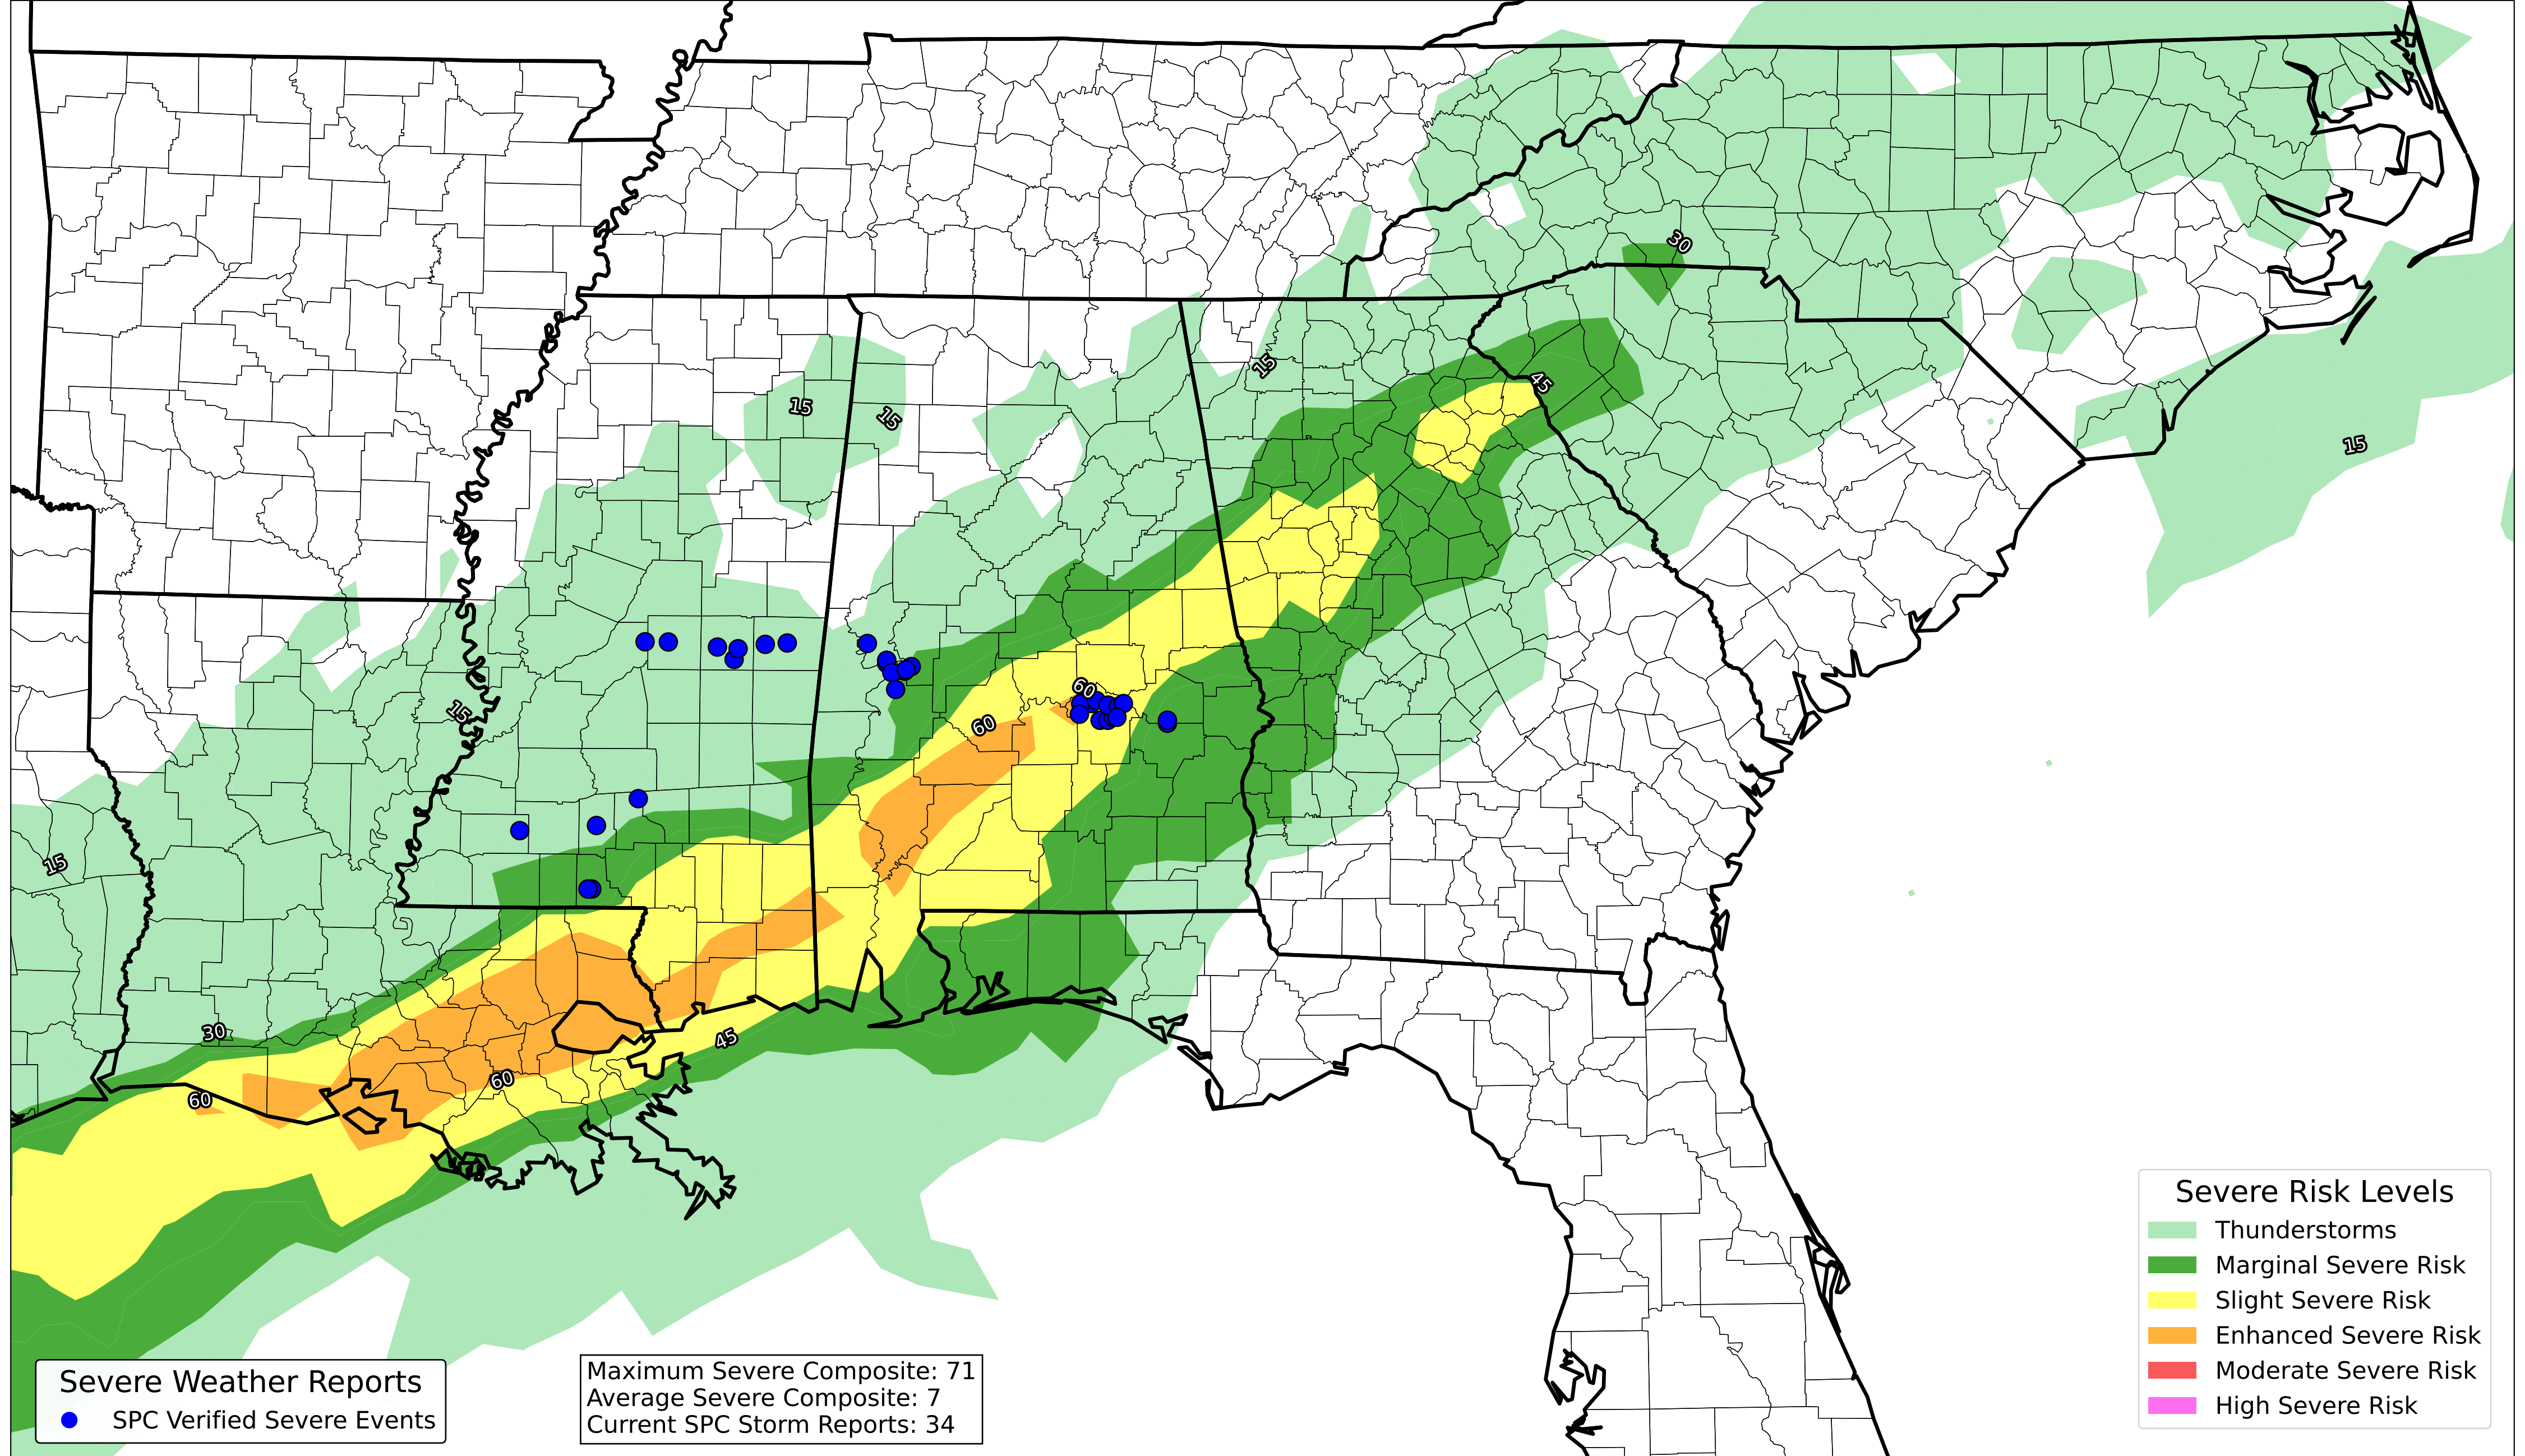 30
15
45
15
15
60
60
15
15
15
30
45
60
60
Severe Risk Levels
Thunderstorms
Marginal Severe Risk
Slight Severe Risk
Enhanced Severe Risk
Moderate Severe Risk
High Severe Risk
Severe Weather Reports
SPC Verified Severe Events
Maximum Severe Composite: 71
Average Severe Composite: 7
Current SPC Storm Reports: 34